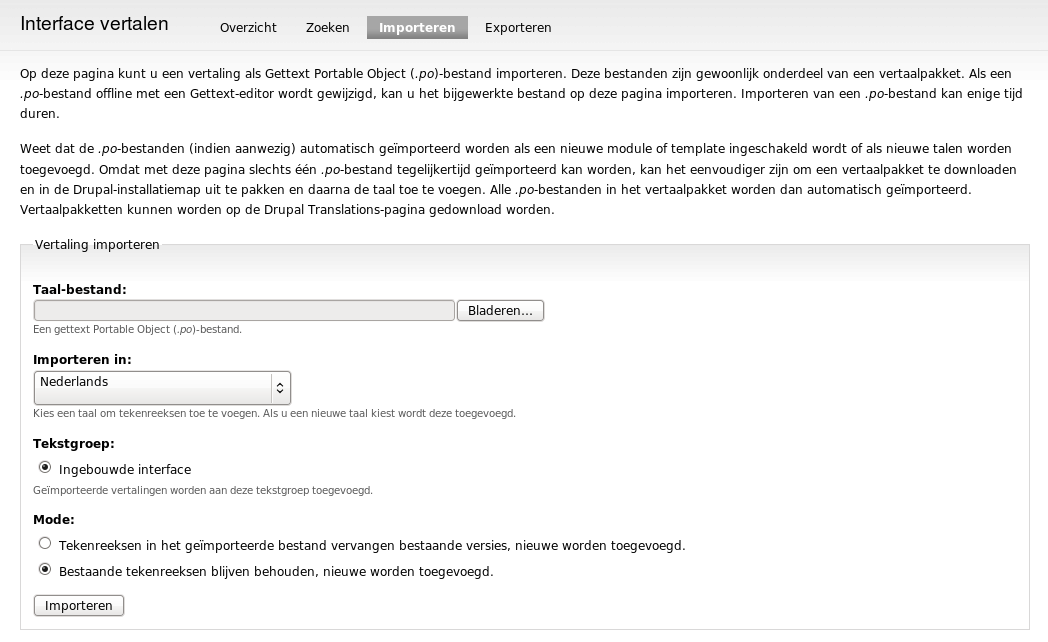 Interface vertalen
Overzicht Zoeken Importeren Exporteren
Op deze pagina kunt u een vertaling als Gettext Portable Object (.po)-bestand importeren. Deze bestanden zijn gewoonlijk onderdeel van een vertaalpakket. Als een
.po-bestand offline met een Gettext-editor wordt gewijzigd, kan u het bijgewerkte bestand op deze pagina importeren. Importeren van een .po-bestand kan enige tijd
duren.
Weet dat de .po-bestanden (indien aanwezig) automatisch geïmporteerd worden als een nieuwe module of template ingeschakeld wordt of als nieuwe talen worden
toegevoegd. Omdat met deze pagina slechts één .po-bestand tegelijkertijd geïmporteerd kan worden, kan het eenvoudiger zijn om een vertaalpakket te downloaden
en in de Drupal-installatiemap uit te pakken en daarna de taal toe te voegen. Alle .po-bestanden in het vertaalpakket worden dan automatisch geïmporteerd.
Vertaalpakketten kunnen worden op de Drupal Translations-pagina gedownload worden.
Vertaling importeren
Taal-bestand:
Bladeren...
Een gettext Portable Object (.po)-bestand.
Importeren in:
Nederlands
Kies een taal om tekenreeksen toe te voegen. Als u een nieuwe taal kiest wordt deze toegevoegd.
Tekstgroep:
Ingebouwde interface
Geïmporteerde vertalingen worden aan deze tekstgroep toegevoegd.
Mode:
Tekenreeksen in het geïmporteerde bestand vervangen bestaande versies, nieuwe worden toegevoegd.
Bestaande tekenreeksen blijven behouden, nieuwe worden toegevoegd.
Importeren